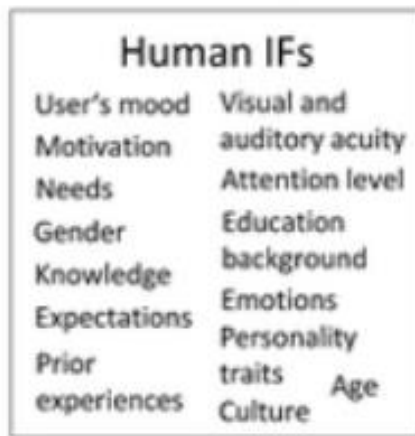 Human IFs
User's mood
Motivation
Needs
Gender
Knowledge
Expectations
Prior
experiences
Visual and
auditory acuity
Attention level
Education
background
Emotions
Personality
traits
Age
Culture